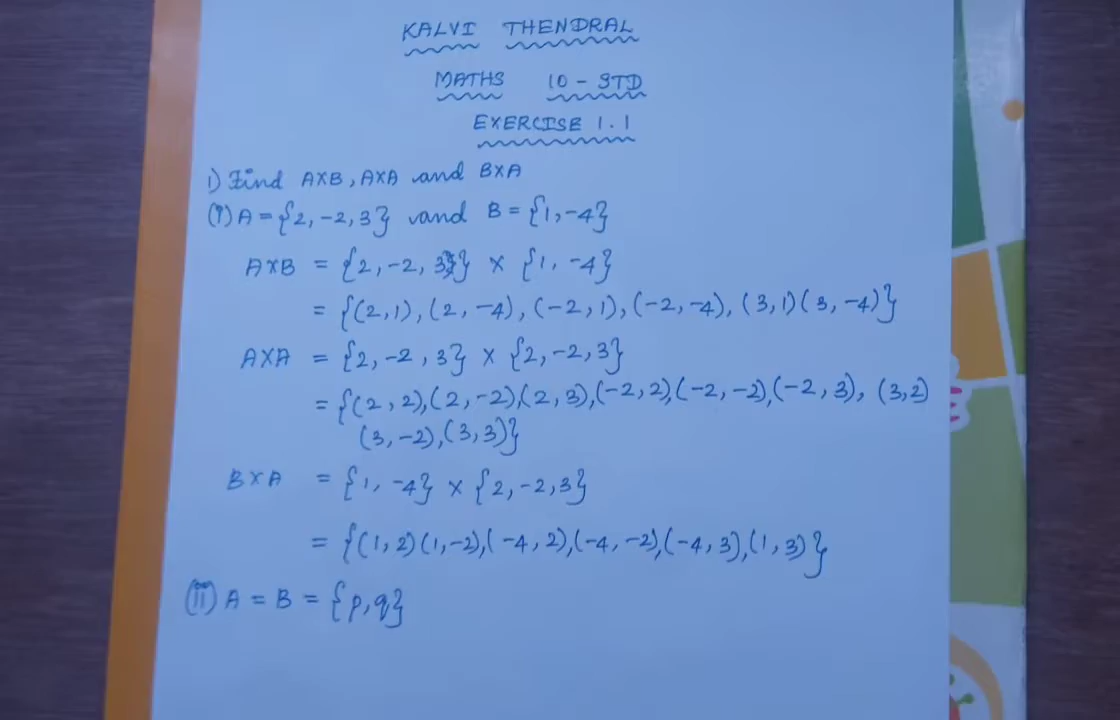 KALVI THENDRAL
MATHS 10 - STD
EXERCISE 1.1
1) Find A×B, A×A and B×A
(i) A = {2, -2, 3} and B = {1, -4}
A×B = {2, -2, 3} × {1, -4}
= {(2,1), (2, -4), (-2,1), (-2,-4), (3,1)(3, -4)}
A×A = {2, -2, 3} × {2, -2, 3}
= {(2, 2),(2, -2),(2, 3),(-2,2),(-2,-2),(-2, 3), (3,2)
(3, -2),(3,3)}
B×A = {1, -4} × {2, -2,3}
= {(1, 2)(1,-2),(-4, 2),(-4, -2),(-4, 3),(1,3)}
(ii) A = B = {p,q}